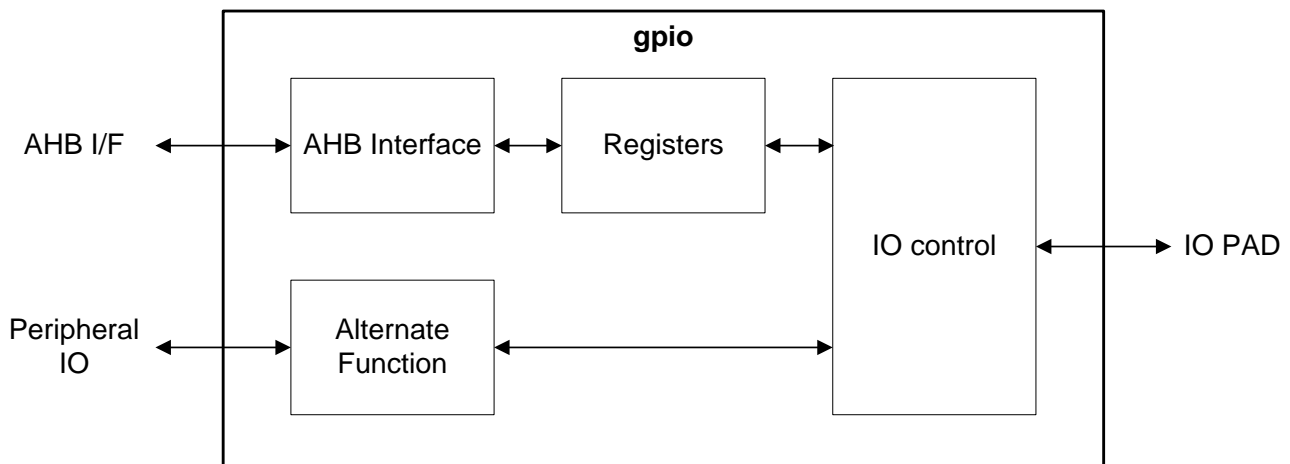 gpio
AHB I/F
AHB Interface
Registers
IO control
IO PAD
Peripheral
IO
Alternate
Function